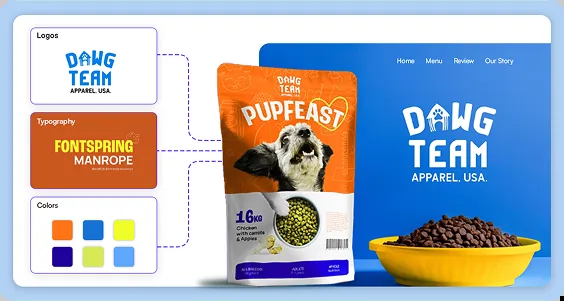 Logos
DAWG
TEAM
APPAREL. USA.
Typography
FONTSPRING
MANROPE
Colors
DAWG
TEAM
PUPFEAST
16KG
Chicken
with carrots
& Apples
Home Menu Review Our Story
DAWG
TEAM
APPAREL. USA.